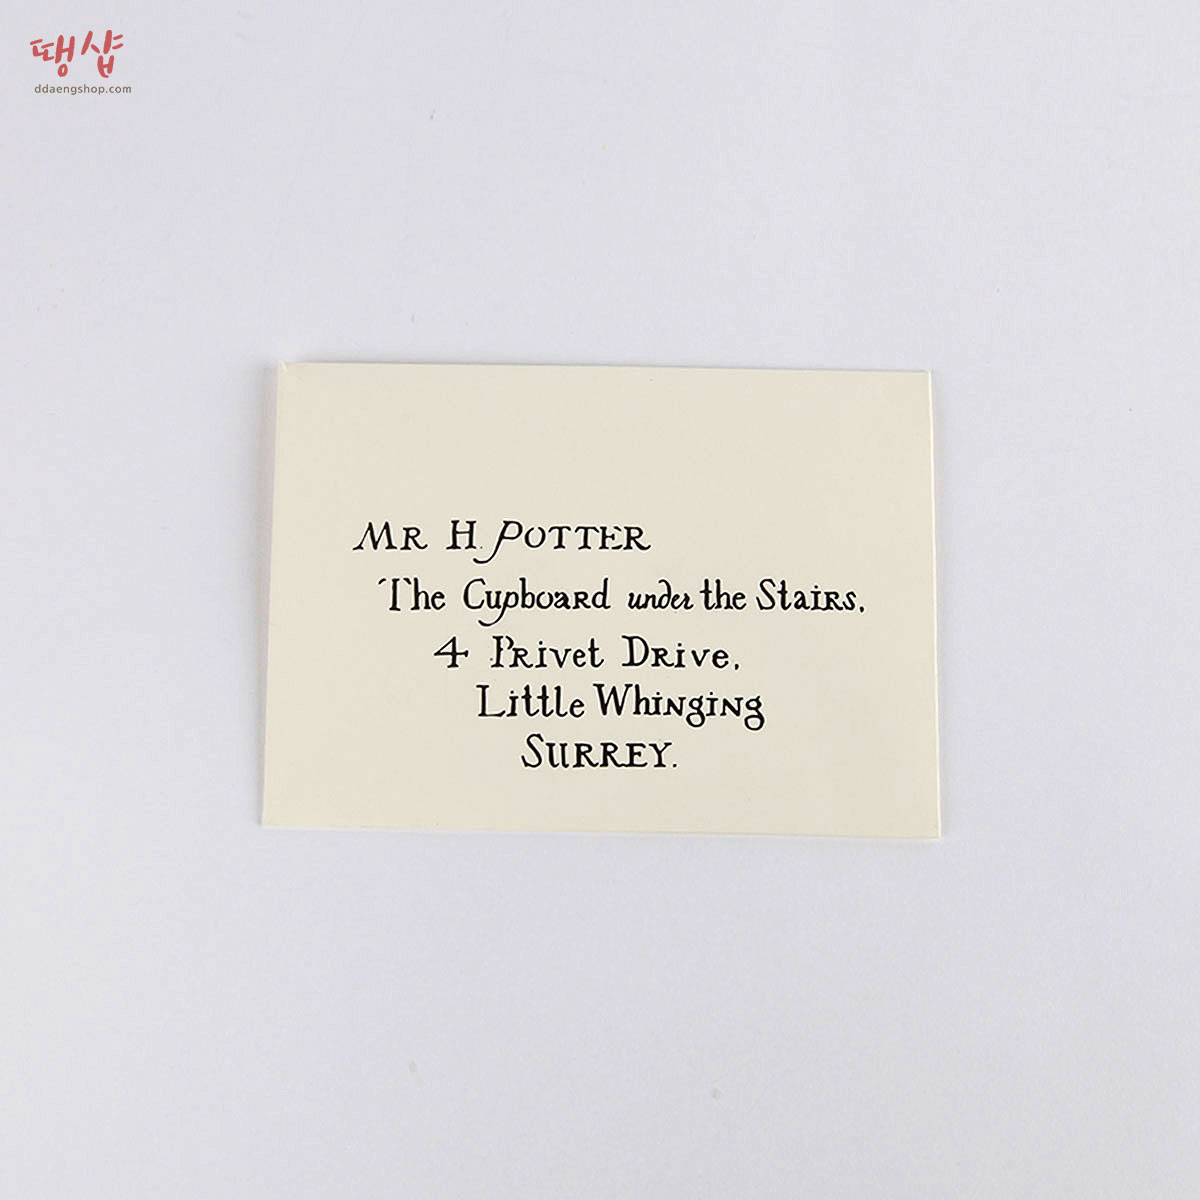 땡샵
ddaengshop.com
MR H. POTTER
The Cupboard under the Stairs,
4 Privet Drive,
Little Whinging
SURREY.